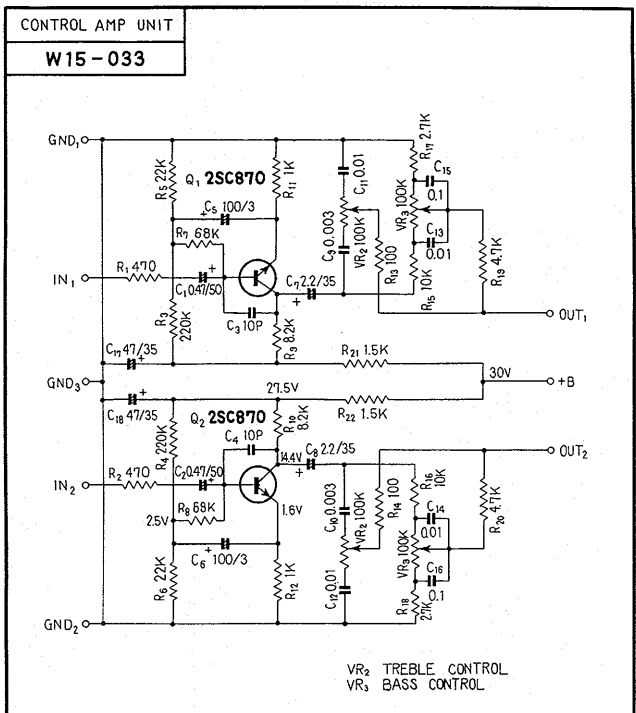 CONTROL AMP UNIT
W15-033
GND₁
R₅ 22K
Q₁ 2SC870
R₁₁ 1K
C₅ 100/3
R₇ 68K
C₁₁ 0.01
R₁₇ 2.7K
C₁₅
0.1
VR₃ 100K
C₉ 0.003
VR₂ 100K
C₁₃
0.01
R₁₃ 100
R₁₅ 10K
R₁₉ 4.7K
IN₁
R₁ 470
C₁ 0.47/50
C₇ 2.2/35
C₃ 10P
R₃ 220K
R₉ 8.2K
OUT₁
C₁₇ 47/35
R₂₁ 1.5K
GND₃
30V
+B
27.5V
C₁₈ 47/35
R₂₂ 1.5K
Q₂ 2SC870
R₁₀ 8.2K
C₄ 10P
R₄ 220K
14.4V
C₈ 2.2/35
OUT₂
IN₂
R₂ 470
C₂ 0.47/50
R₈ 68K
2.5V
1.6V
C₁₀ 0.003
VR₂ 100K
R₁₄ 100
R₁₆ 10K
C₁₄
0.01
VR₃ 100K
R₂₀ 4.7K
C₆ 100/3
R₆ 22K
R₁₂ 1K
C₁₂ 0.01
C₁₆
0.1
R₁₈ 2.7K
GND₂
VR₂ TREBLE CONTROL
VR₃ BASS CONTROL